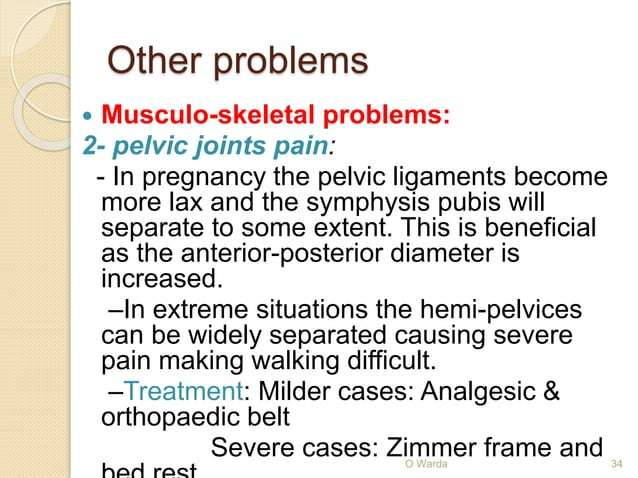 Other problems
• Musculo-skeletal problems:
2- pelvic joints pain:
- In pregnancy the pelvic ligaments become
more lax and the symphysis pubis will
separate to some extent. This is beneficial
as the anterior-posterior diameter is
increased.
–In extreme situations the hemi-pelvices
can be widely separated causing severe
pain making walking difficult.
–Treatment: Milder cases: Analgesic &
orthopaedic belt
Severe cases: Zimmer frame and
bed rest
O Warda
34